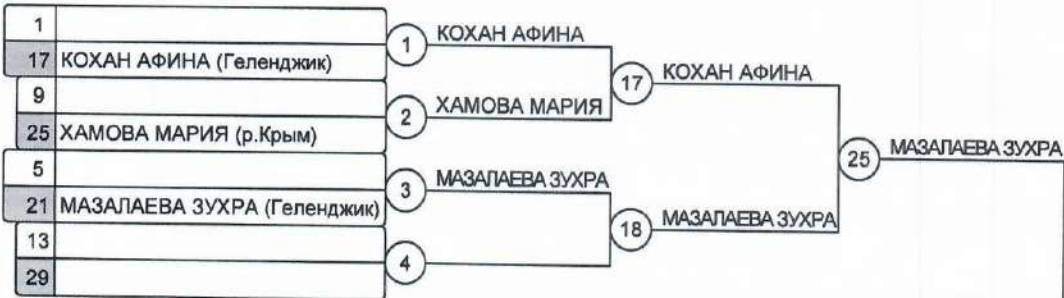 1
17 КОХАН АФИНА (Геленджик)
1 КОХАН АФИНА
9
25 ХАМОВА МАРИЯ (р.Крым)
2 ХАМОВА МАРИЯ
17 КОХАН АФИНА
5
21 МАЗАЛАЕВА ЗУХРА (Геленджик)
3 МАЗАЛАЕВА ЗУХРА
13
29
4
18 МАЗАЛАЕВА ЗУХРА
25 МАЗАЛАЕВА ЗУХРА